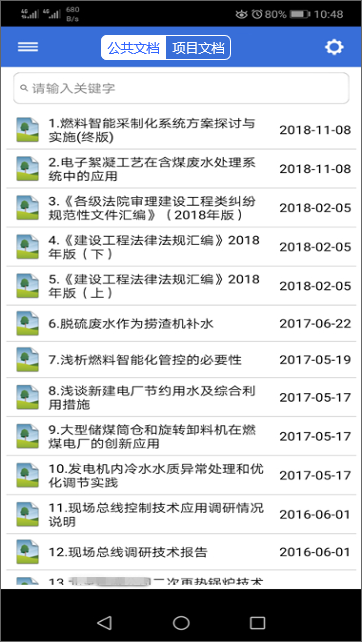 4G 4G 680 B/s 80% 10:48
公共文档 项目文档
请输入关键字
1.燃料智能采制化系统方案探讨与
实施(终版)
2018-11-08
2.电子絮凝工艺在含煤废水处理系
统中的应用
2018-11-08
3.《各级法院审理建设工程类纠纷
规范性文件汇编》（2018年版）
2018-02-05
4.《建设工程法律法规汇编》2018
年版（下）
2018-02-05
5.《建设工程法律法规汇编》2018
年版（上）
2018-02-05
6.脱硫废水作为捞渣机补水
2017-06-22
7.浅析燃料智能化管控的必要性
2017-05-19
8.浅谈新建电厂节约用水及综合利
用措施
2017-05-17
9.大型储煤筒仓和旋转卸料机在燃
煤电厂的创新应用
2017-05-17
10.发电机内冷水水质异常处理和优
化调节实践
2017-05-17
11.现场总线控制技术应用调研情况
说明
2016-06-01
12.现场总线调研技术报告
2016-06-01
13.二次再热锅炉技术